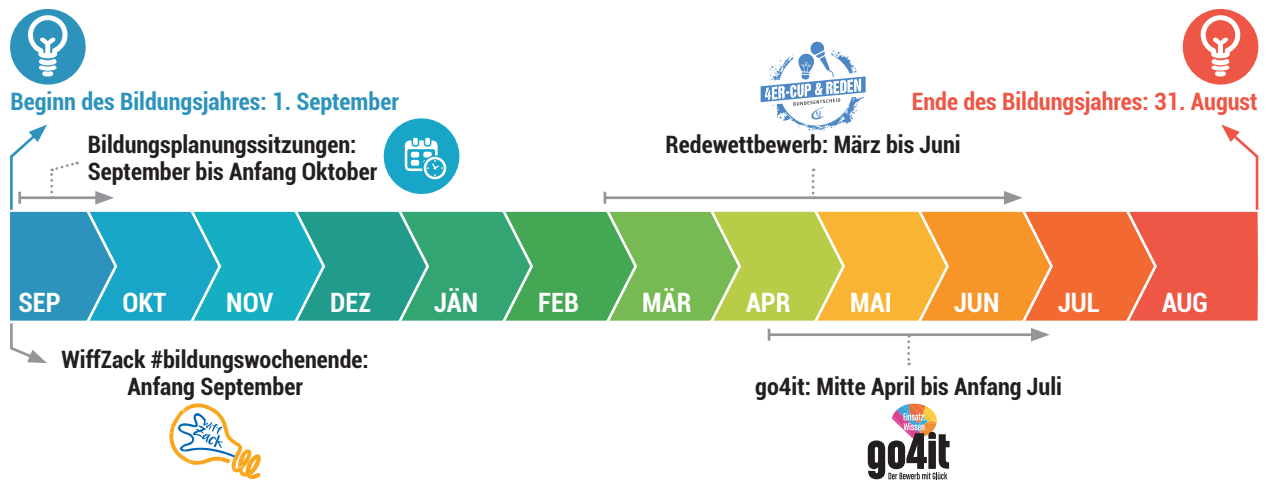 Beginn des Bildungsjahres: 1. September
4ER-CUP & REDEN
BUNDESENTSCHEID
Ende des Bildungsjahres: 31. August
Bildungsplanungssitzungen:
September bis Anfang Oktober
Redewettbewerb: März bis Juni
SEP OKT NOV DEZ JÄN FEB MÄR APR MAI JUN JUL AUG
WiffZack #bildungswochenende:
Anfang September
go4it: Mitte April bis Anfang Juli
Wiff
Zack
Einsatz
Wissen
go4it
Der Bewerb mit Glück